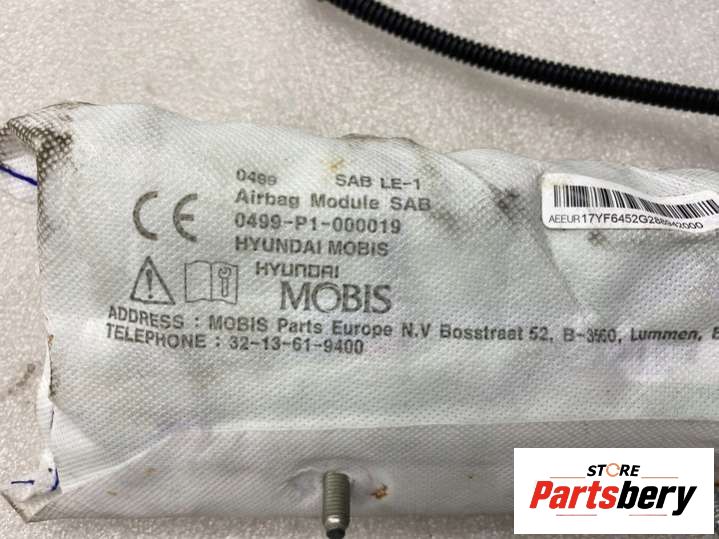 0499 SAB LE-1
Airbag Module SAB
0499-P1-000019
HYUNDAI MOBIS
CE
HYUNDAI
MOBIS
ADDRESS : MOBIS Parts Europe N.V Bosstraat 52, B-3560, Lummen,
TELEPHONE : 32-13-61-9400
STORE
Partsbery